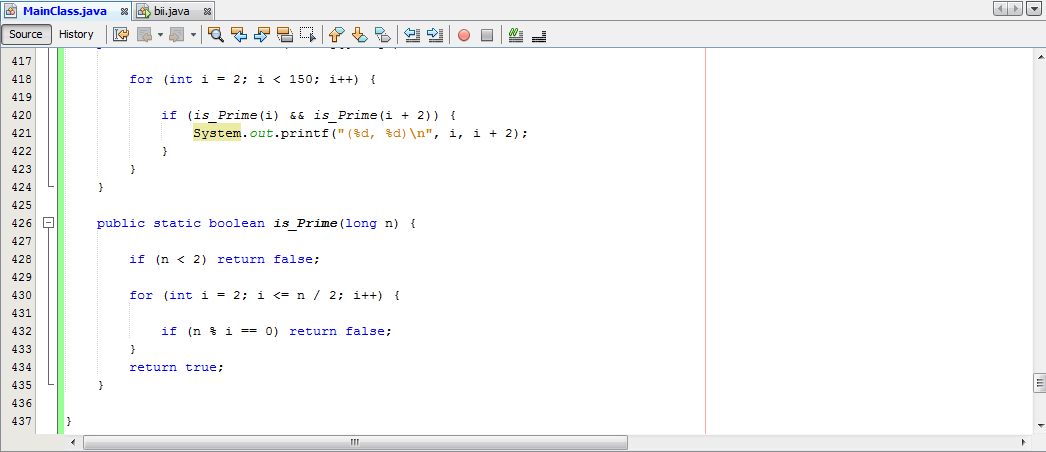 MainClass.java bii.java
Source History
417
418 for (int i = 2; i < 150; i++) {
419
420 if (is_Prime(i) && is_Prime(i + 2)) {
421 System.out.printf("(%d, %d)\n", i, i + 2);
422 }
423 }
424 }
425
426 public static boolean is_Prime(long n) {
427
428 if (n < 2) return false;
429
430 for (int i = 2; i <= n / 2; i++) {
431
432 if (n % i == 0) return false;
433 }
434 return true;
435 }
436
437 }